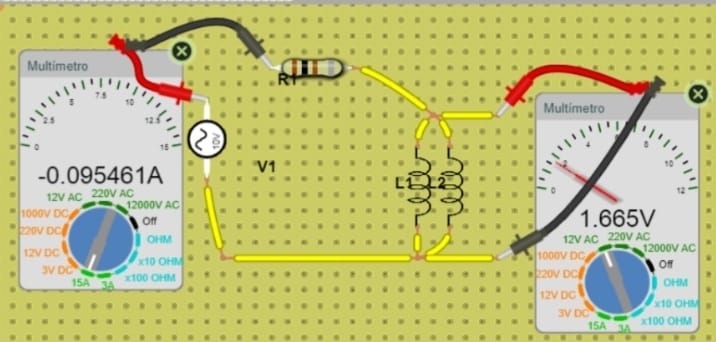 Multímetro
0
2.5
5
7.5
10
12.5
15
-0.095461A
12V AC
220V AC
12000V AC
1000V DC
220V DC
12V DC
3V DC
15A
3A
Off
OHM
x10 OHM
x100 OHM
R1
10V
V1
L1
L2
Multímetro
0
2
4
6
8
10
12
1.665V
12V AC
220V AC
12000V AC
1000V DC
220V DC
12V DC
3V DC
15A
3A
Off
OHM
x10 OHM
x100 OHM